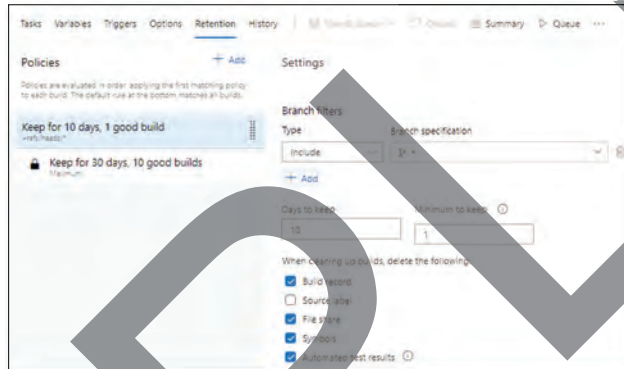 Tasks Variables Triggers Options Retention History Summary Queue ...
Policies
+ Add
Policies are evaluated in order, applying the first matching policy
to each build. The default rule at the bottom matches all builds.
Keep for 10 days, 1 good build
+refs/heads/*
Keep for 30 days, 10 good builds
Maximum
Settings
Branch filters
Type Branch specification
Include
+ Add
Days to keep Minimum to keep
10 1
When cleaning up builds, delete the following:
Build record
Source label
File share
Symbols
Automated test results